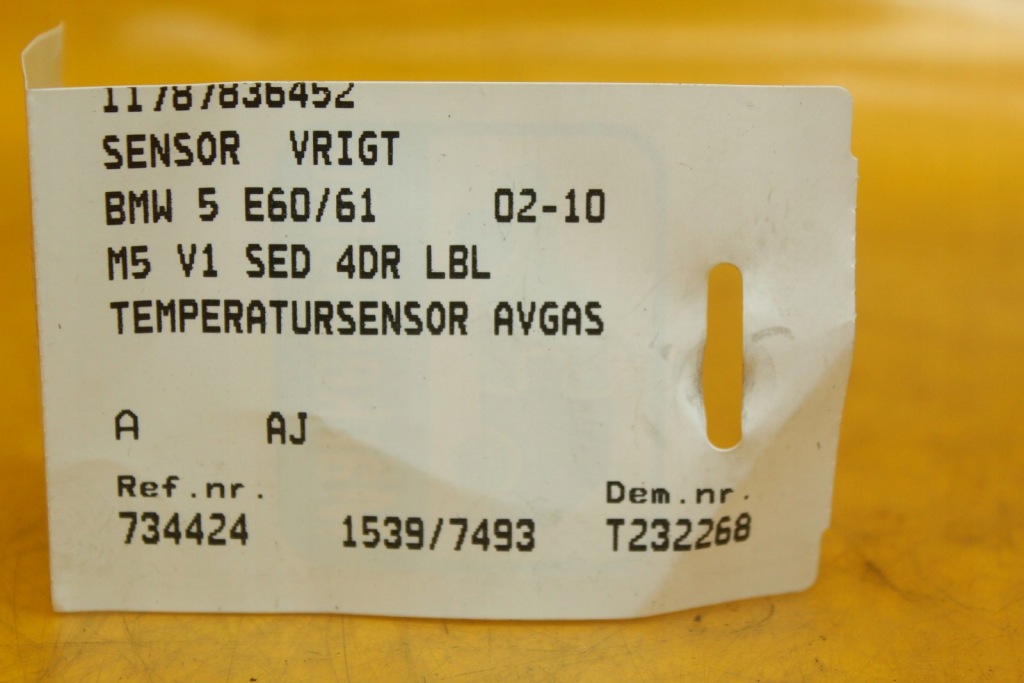 11787836452
SENSOR VRIGT
BMW 5 E60/61 02-10
M5 V1 SED 4DR LBL
TEMPERATURSENSOR AVGAS
A AJ
Ref.nr. Dem.nr.
734424 1539/7493 T232268